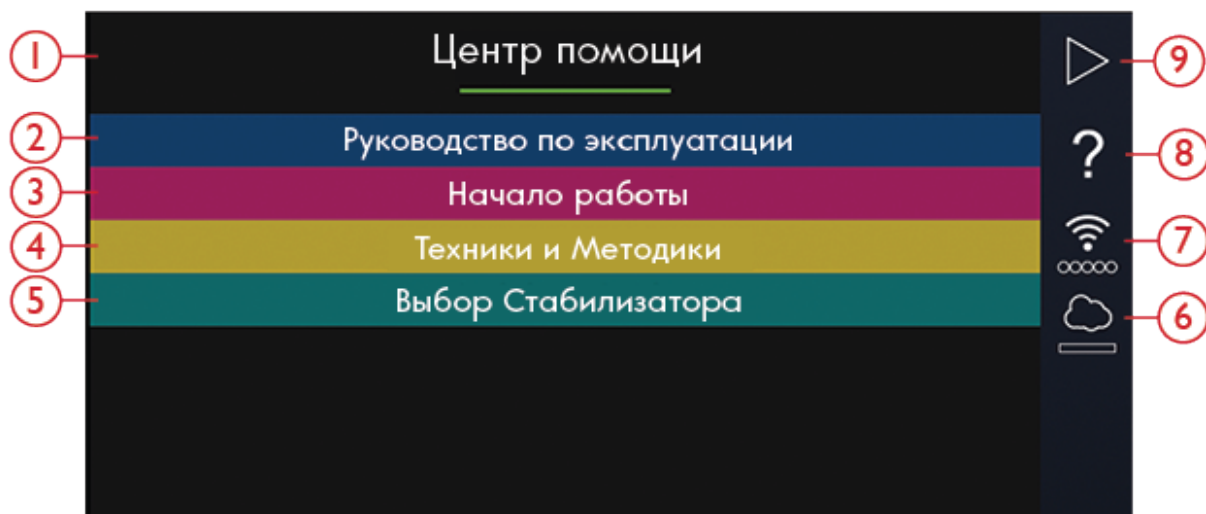 1
Центр помощи
9
2
Руководство по эксплуатации
8
?
3
Начало работы
4
Техники и Методики
7
5
Выбор Стабилизатора
6